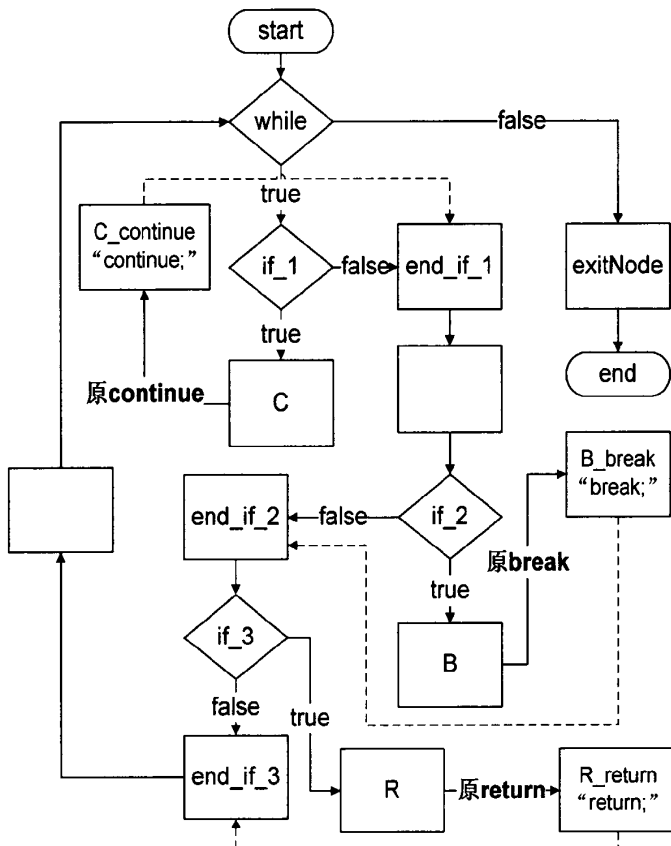 start
while
false
true
C_continue
“continue;”
if_1
false
end_if_1
exitNode
true
原continue
C
end
B_break
“break;”
end_if_2
false
if_2
原break
true
if_3
B
false
true
end_if_3
R
原return
R_return
“return;”